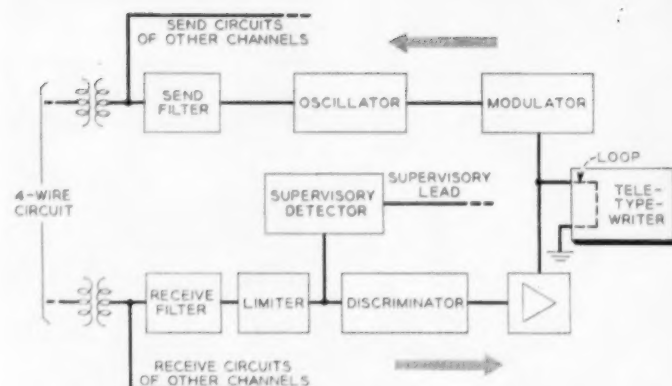 SEND CIRCUITS
OF OTHER CHANNELS
SEND
FILTER
OSCILLATOR
MODULATOR
LOOP
TELE-
TYPE-
WRITER
4-WIRE
CIRCUIT
SUPERVISORY
DETECTOR
SUPERVISORY
LEAD
RECEIVE
FILTER
LIMITER
DISCRIMINATOR
RECEIVE CIRCUITS
OF OTHER CHANNELS